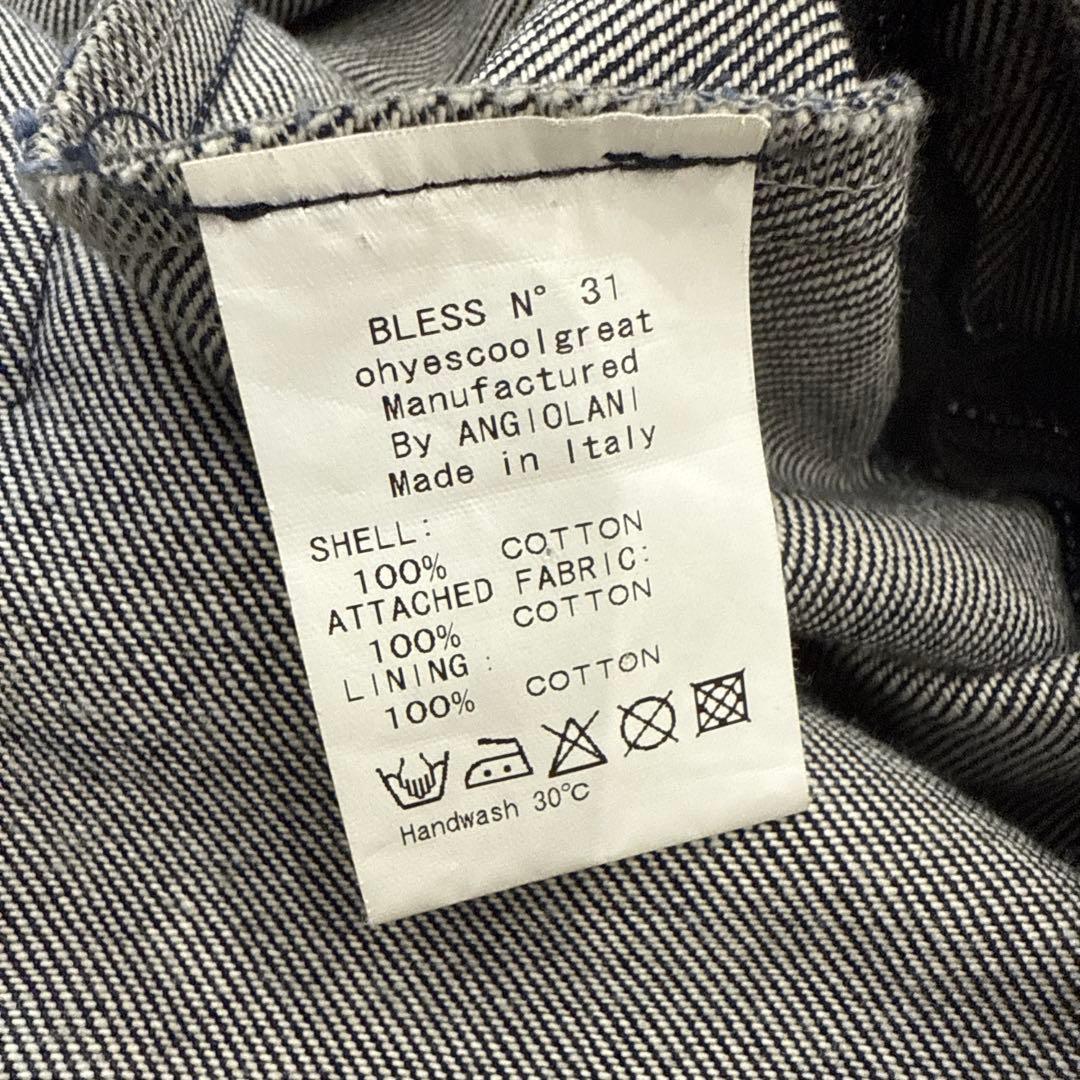 BLESS N° 31
ohyescoolgreat
Manufactured
By ANGIOLANI
Made in Italy
SHELL:
100% COTTON
ATTACHED FABRIC:
100% COTTON
LINING :
100% COTTON
Handwash 30°C